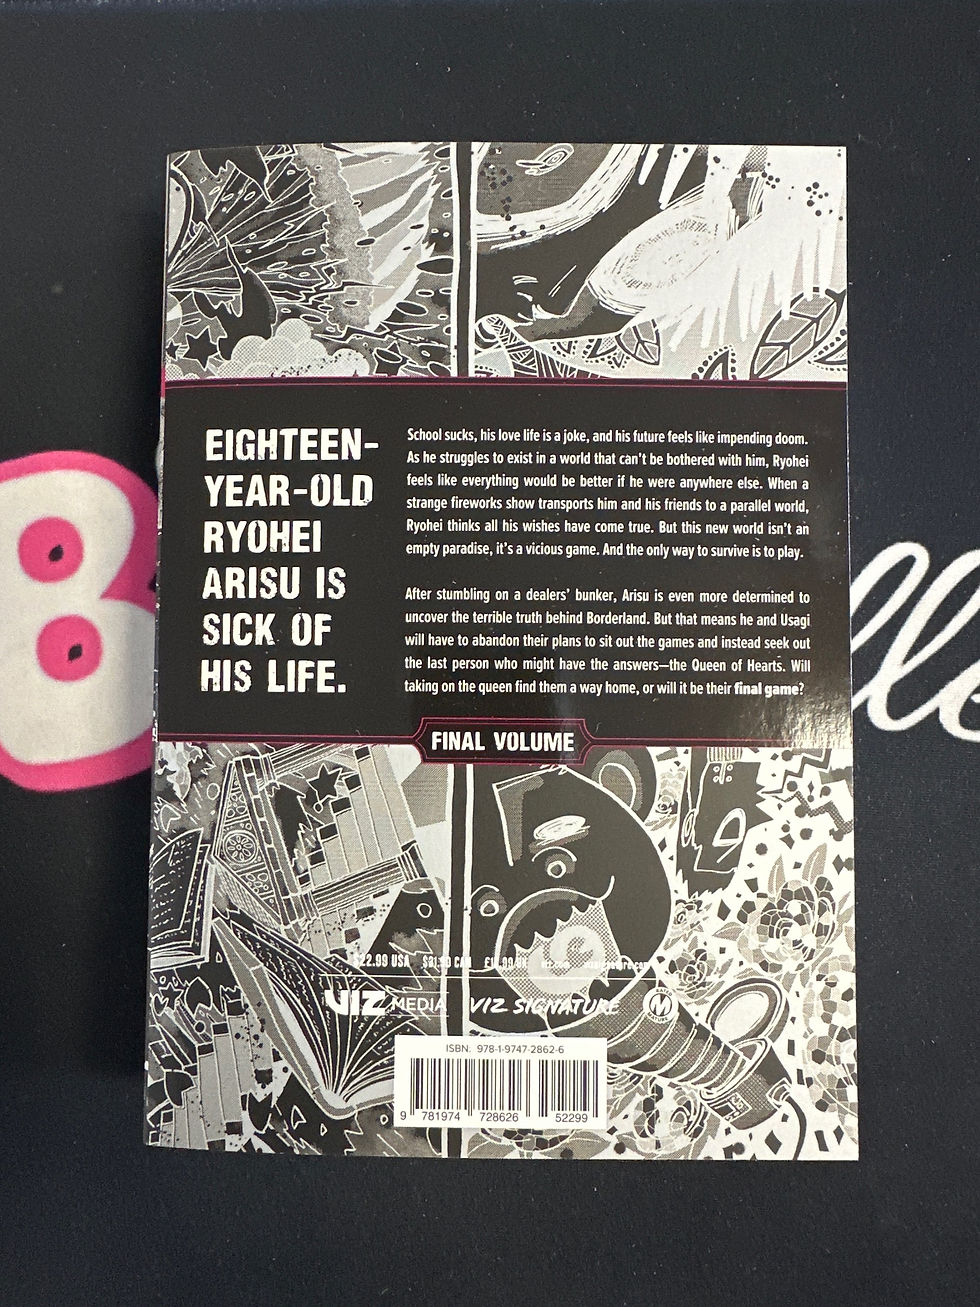 EIGHTEEN-
YEAR-OLD
RYOHEI
ARISU IS
SICK OF
HIS LIFE.
School sucks, his love life is a joke, and his future feels like impending doom.
As he struggles to exist in a world that can't be bothered with him, Ryohei
feels like everything would be better if he were anywhere else. When a
strange fireworks show transports him and his friends to a parallel world,
Ryohei thinks all his wishes have come true. But this new world isn't an
empty paradise, it's a vicious game. And the only way to survive is to play.
After stumbling on a dealers' bunker, Arisu is even more determined to
uncover the terrible truth behind Borderland. But that means he and Usagi
will have to abandon their plans to sit out the games and instead seek out
the last person who might have the answers—the Queen of Hearts. Will
taking on the queen find them a way home, or will it be their final game?
FINAL VOLUME
$22.99 USA CAN UK
VIZ MEDIA VIZ SIGNATURE M
ISBN: 978-1-9747-2862-6
9 781974 728626 52299
B